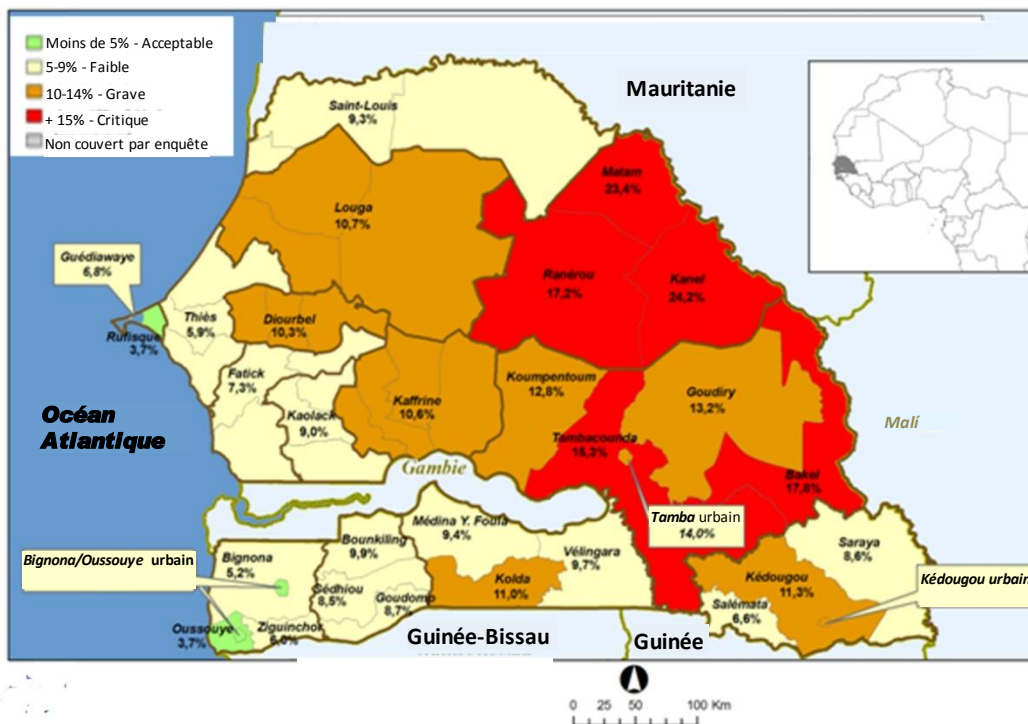 Moins de 5% - Acceptable
5-9% - Faible
10-14% - Grave
+ 15% - Critique
Non couvert par enquête
Mauritanie
Saint-Louis
9,3%
Matam
23,4%
Louga
10,7%
Guédiawaye
6,8%
Ranérou
17,2%
Kanel
24,2%
Thiès
5,9%
Diourbel
10,3%
Rufisque
3,7%
Fatick
7,3%
Koumpentoum
12,8%
Goudiry
13,2%
Kaffrine
10,6%
Kaolack
9,0%
Océan
Atlantique
Malí
Tambacounda
16,3%
Gambie
Bakel
17,8%
Tamba urbain
14,0%
Médina Y. Foula
9,4%
Bounkiling
9,9%
Saraya
8,6%
Bignona
5,2%
Vélingara
9,7%
Bignona/Oussouye urbain
Kolda
11,0%
Kédougou
11,3%
Kédougou urbain
Sédhiou
8,5%
Goudomp
8,7%
Salémata
6,6%
Oussouye
3,7%
Ziguinchor
6,0%
Guinée-Bissau
Guinée
0 25 50 100 Km